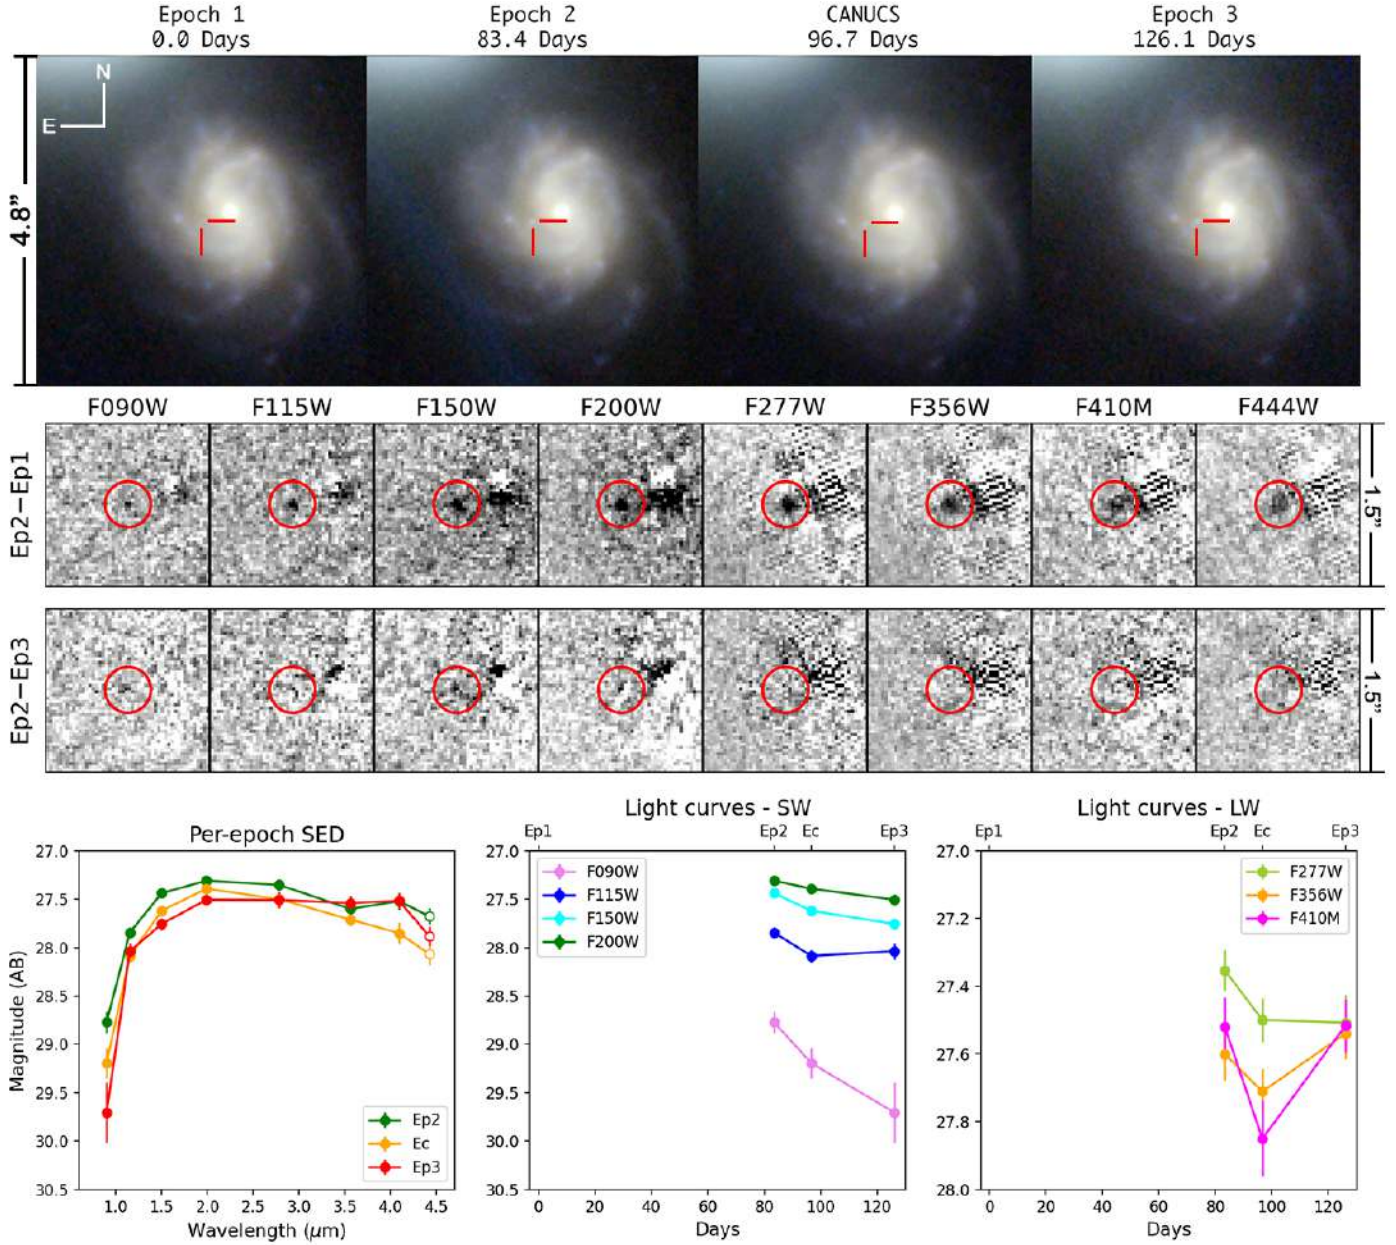 Epoch 1 Epoch 2 CANUCS Epoch 3
0.0 Days 83.4 Days 96.7 Days 126.1 Days
N
E
4.8”
F090W F115W F150W F200W F277W F356W F410M F444W
Ep2−Ep1
1.5”
Ep2−Ep3
1.5”
Per-epoch SED
27.0
27.5
28.0
28.5
29.0
29.5
30.0
30.5
Magnitude (AB)
Ep2
Ec
Ep3
1.0 1.5 2.0 2.5 3.0 3.5 4.0 4.5
Wavelength (μm)
Light curves - SW
Ep1 Ep2 Ec Ep3
27.0
27.5
28.0
28.5
29.0
29.5
30.0
30.5
F090W
F115W
F150W
F200W
0 20 40 60 80 100 120
Days
Light curves - LW
Ep1 Ep2 Ec Ep3
27.0
27.2
27.4
27.6
27.8
28.0
F277W
F356W
F410M
0 20 40 60 80 100 120
Days